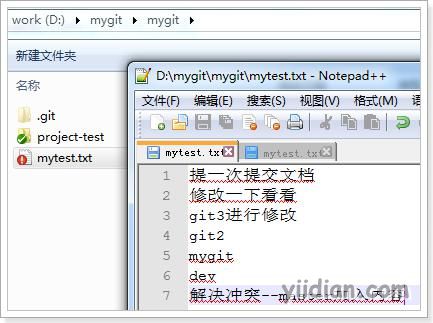 work (D:) ▸ mygit ▸ mygit ▸
新建文件夹
名称
.git
project-test
mytest.txt
D:\mygit\mygit\mytest.txt - Notepad++
文件(F) 编辑(E) 搜索(S) 视图(V) 格式(M)
mytest.txt mytest.txt
1 提一次提交文档
2 修改一下看看
3 git3进行修改
4 git2
5 mygit
6 dev
7 解决冲突--
yiidian.com